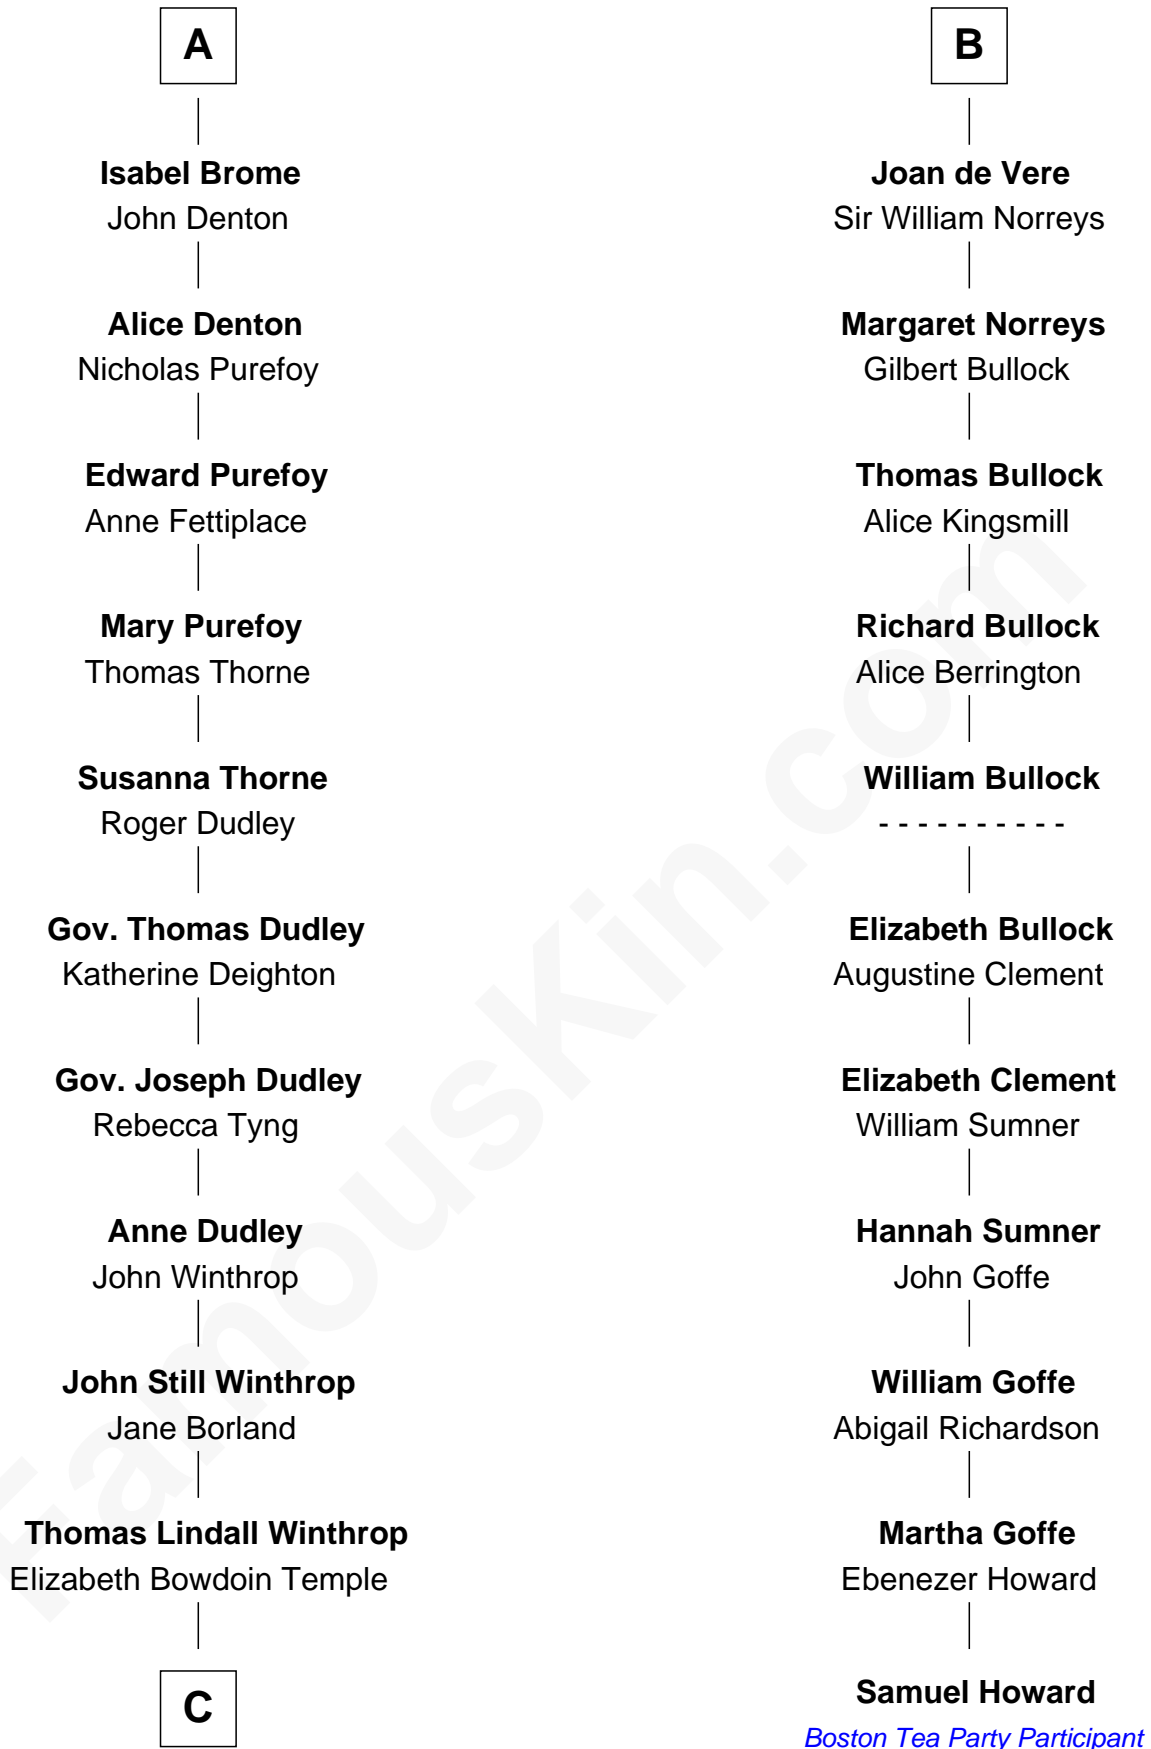 A
Isabel Brome
John Denton
Alice Denton
Nicholas Purefoy
Edward Purefoy
Anne Fettiplace
Mary Purefoy
Thomas Thorne
Susanna Thorne
Roger Dudley
Gov. Thomas Dudley
Katherine Deighton
Gov. Joseph Dudley
Rebecca Tyng
Anne Dudley
John Winthrop
John Still Winthrop
Jane Borland
Thomas Lindall Winthrop
Elizabeth Bowdoin Temple
C
B
Joan de Vere
Sir William Norreys
Margaret Norreys
Gilbert Bullock
Thomas Bullock
Alice Kingsmill
Richard Bullock
Alice Berrington
William Bullock
- - - - - - - - - -
Elizabeth Bullock
Augustine Clement
Elizabeth Clement
William Sumner
Hannah Sumner
John Goffe
William Goffe
Abigail Richardson
Martha Goffe
Ebenezer Howard
Samuel Howard
Boston Tea Party Participant
FamousKin.com